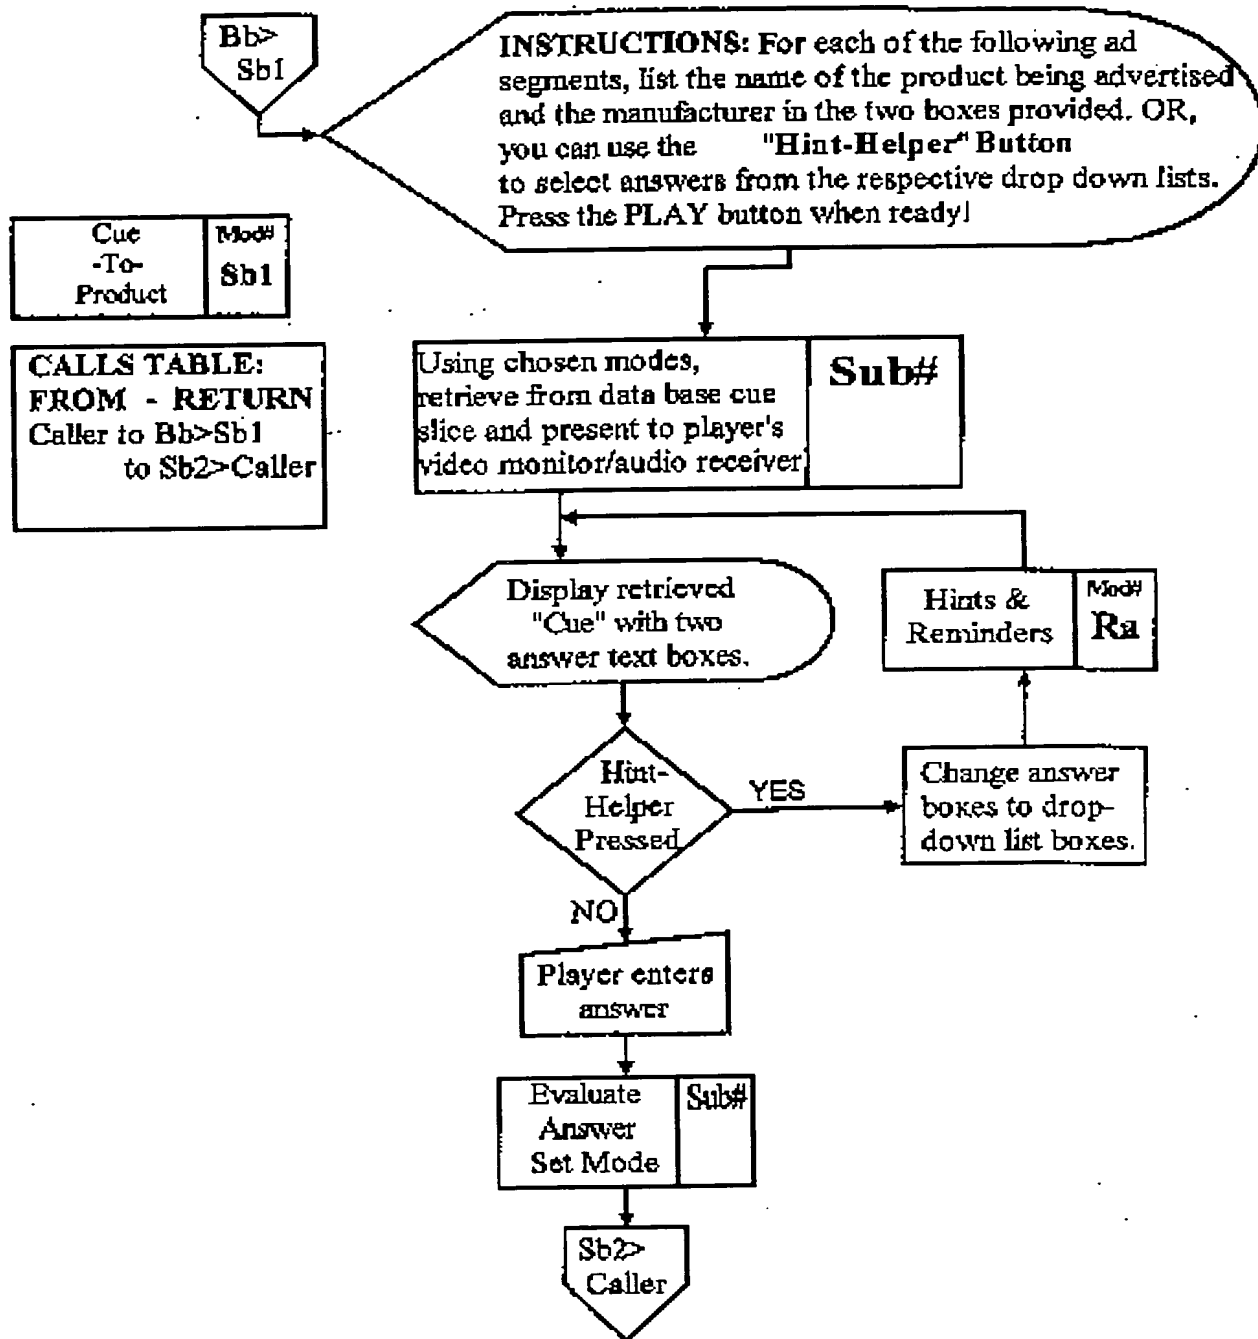 Bb>
Sb1
INSTRUCTIONS: For each of the following ad
segments, list the name of the product being advertised
and the manufacturer in the two boxes provided. OR,
you can use the "Hint-Helper" Button
to select answers from the respective drop down lists.
Press the PLAY button when ready!
Cue
-To-
Product
Mod#
Sb1
CALLS TABLE:
FROM - RETURN
Caller to Bb>Sb1
to Sb2>Caller
Using chosen modes,
retrieve from data base cue
slice and present to player's
video monitor/audio receiver
Sub#
Display retrieved
"Cue" with two
answer text boxes.
Hints &
Reminders
Mod#
Ra
Hint-
Helper
Pressed
YES
Change answer
boxes to drop-
down list boxes.
NO
Player enters
answer
Evaluate
Answer
Set Mode
Sub#
Sb2>
Caller